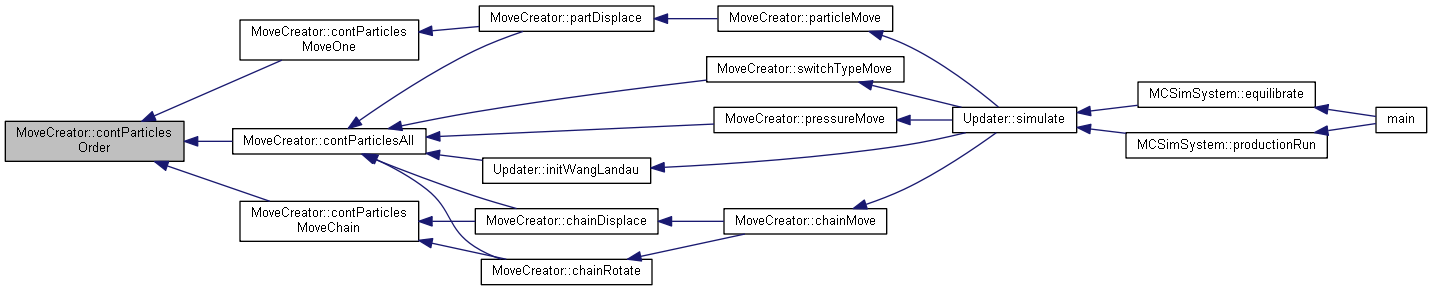 MoveCreator::contParticles
Order
MoveCreator::contParticles
MoveOne
MoveCreator::contParticlesAll
MoveCreator::contParticles
MoveChain
MoveCreator::partDisplace
MoveCreator::particleMove
MoveCreator::switchTypeMove
MoveCreator::pressureMove
Updater::initWangLandau
MoveCreator::chainDisplace
MoveCreator::chainMove
MoveCreator::chainRotate
Updater::simulate
MCSimSystem::equilibrate
MCSimSystem::productionRun
main